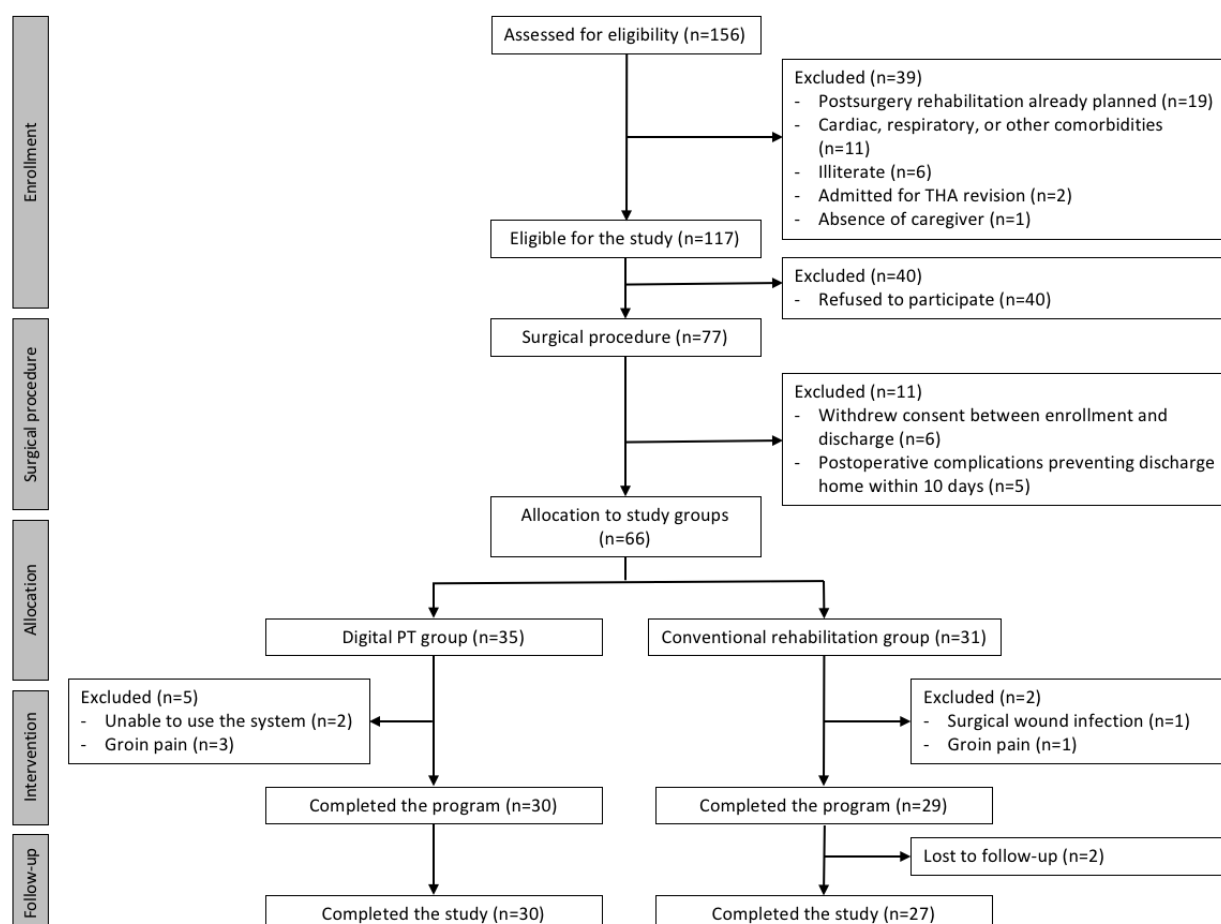 Enrollment
Assessed for eligibility (n=156)
Excluded (n=39)
- Postsurgery rehabilitation already planned (n=19)
- Cardiac, respiratory, or other comorbidities
(n=11)
- Illiterate (n=6)
- Admitted for THA revision (n=2)
- Absence of caregiver (n=1)
Eligible for the study (n=117)
Excluded (n=40)
- Refused to participate (n=40)
Surgical procedure
Surgical procedure (n=77)
Excluded (n=11)
- Withdrew consent between enrollment and
discharge (n=6)
- Postoperative complications preventing discharge
home within 10 days (n=5)
Allocation
Allocation to study groups
(n=66)
Digital PT group (n=35)
Conventional rehabilitation group (n=31)
Intervention
Excluded (n=5)
- Unable to use the system (n=2)
- Groin pain (n=3)
Excluded (n=2)
- Surgical wound infection (n=1)
- Groin pain (n=1)
Completed the program (n=30)
Completed the program (n=29)
Follow-up
Lost to follow-up (n=2)
Completed the study (n=30)
Completed the study (n=27)